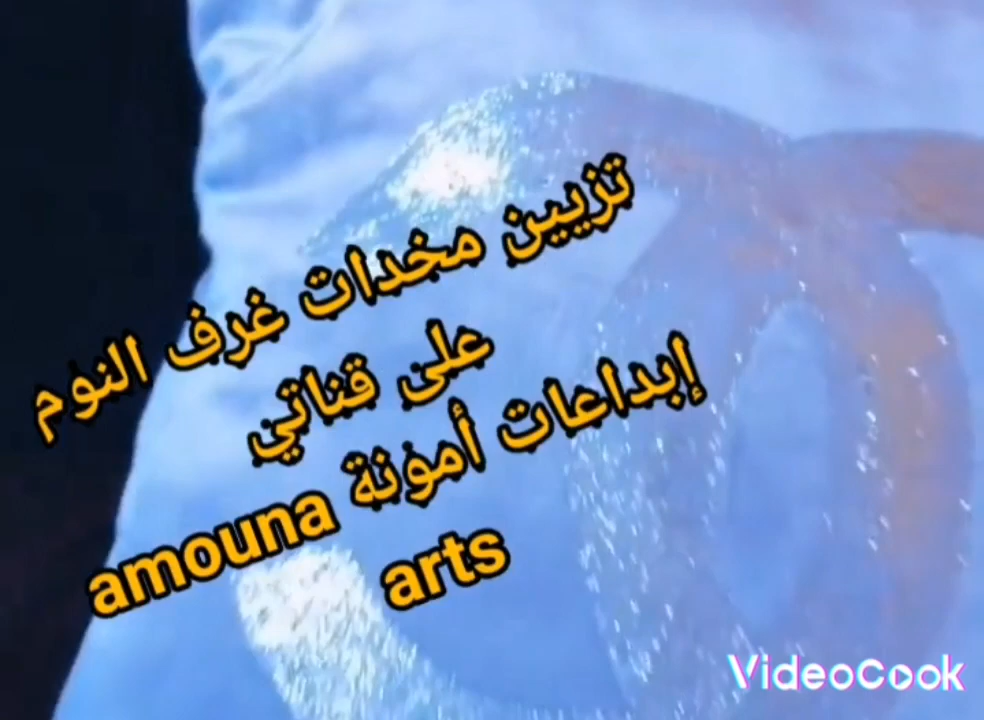 تزيين مخدات غرف النوم
على قناتي
إبداعات أمونة amouna
arts
VideoCook